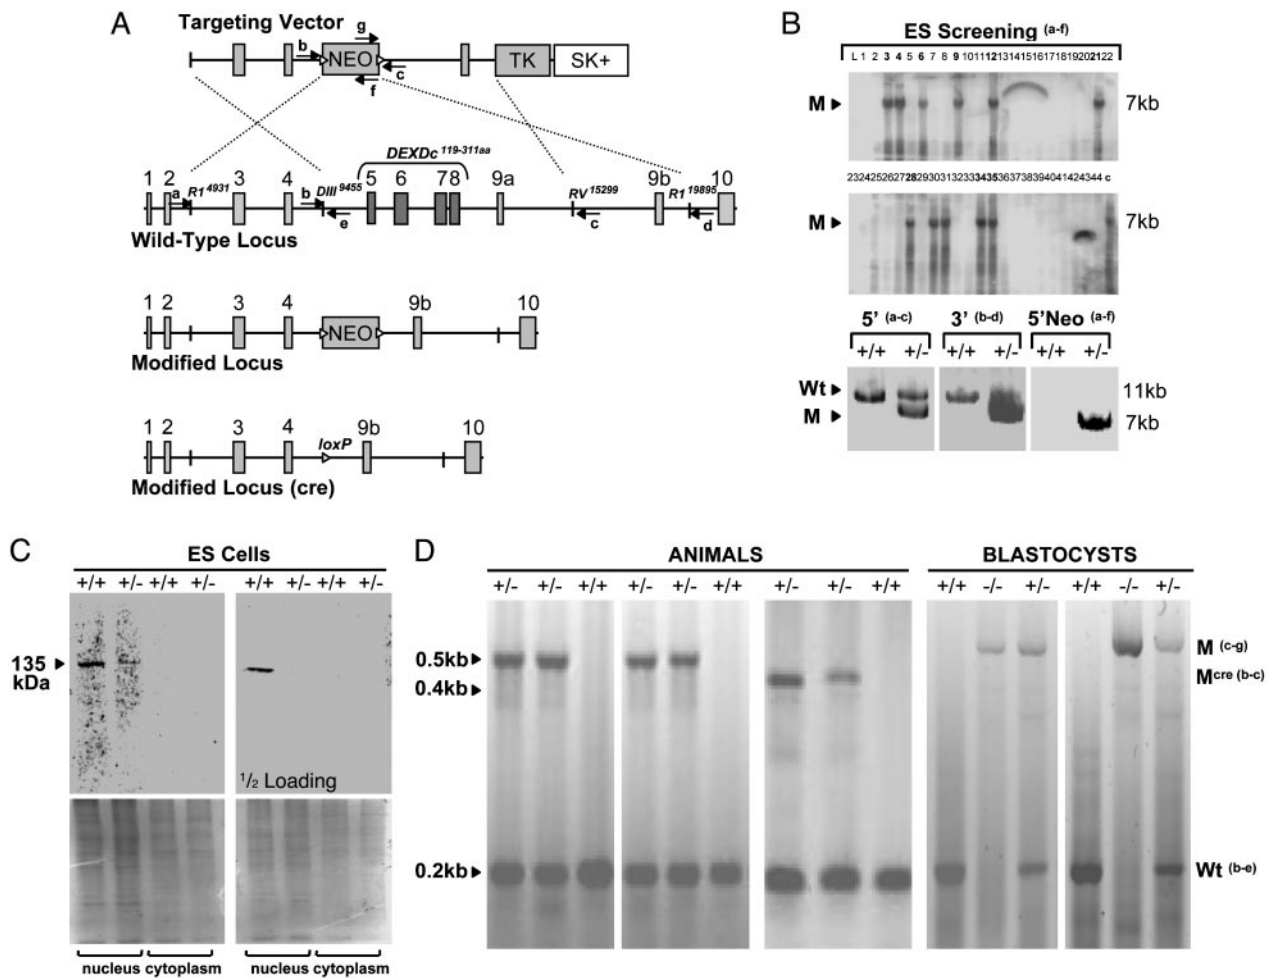 A
Targeting Vector
g
b
NEO
c
f
TK
SK+
DEXDc 119-311aa
1 2 3 4 5 6 7 8 9a 9b 10
a R1 4931 b DIII 9455 RV 15299 R1 19895
e c d
Wild-Type Locus
1 2 3 4 9b 10
NEO
Modified Locus
1 2 3 4 loxP 9b 10
Modified Locus (cre)
B
ES Screening (a-f)
L 1 2 3 4 5 6 7 8 9 10 11 12 13 14 15 16 17 18 19 20 21 22
M 7kb
23 24 25 26 27 28 29 30 31 32 33 34 35 36 37 38 39 40 41 42 43 44 c
M 7kb
5' (a-c) 3' (b-d) 5'Neo (a-f)
+/+ +/- +/+ +/- +/+ +/-
Wt 11kb
M 7kb
C
ES Cells
+/+ +/- +/+ +/- +/+ +/- +/+ +/-
135
kDa
1/2 Loading
nucleus cytoplasm nucleus cytoplasm
D
ANIMALS BLASTOCYSTS
+/- +/- +/+ +/- +/- +/+ +/- +/- +/+ +/+ -/- +/- +/+ -/- +/-
0.5kb M (c-g)
0.4kb Mcre (b-c)
0.2kb Wt (b-e)